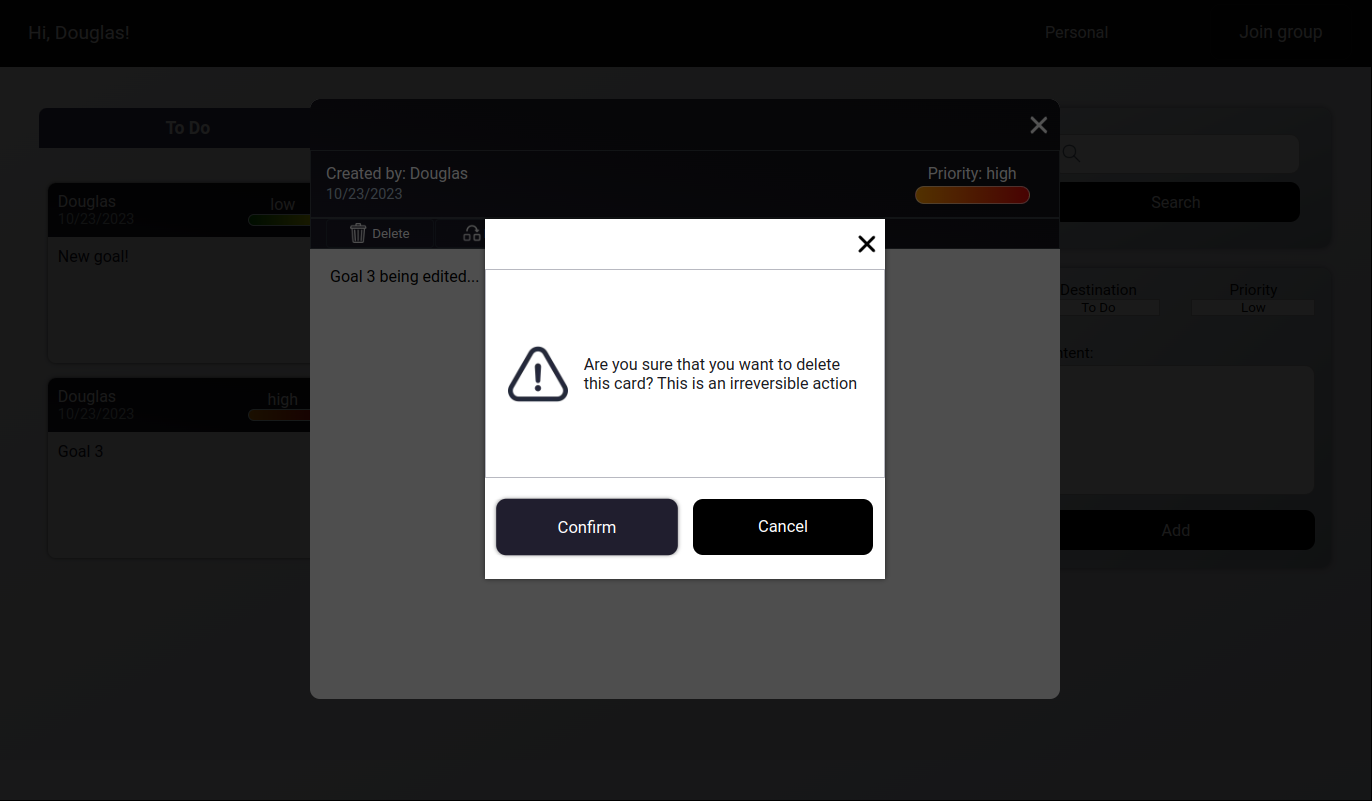 Hi, Douglas!
Personal
Join group
To Do
Douglas
10/23/2023
low
New goal!
Douglas
10/23/2023
high
Goal 3
Created by: Douglas
10/23/2023
Priority: high
Delete
Goal 3 being edited...
Are you sure that you want to delete
this card? This is an irreversible action
Confirm
Cancel
Search
Destination
Priority
To Do
Low
ntent:
Add